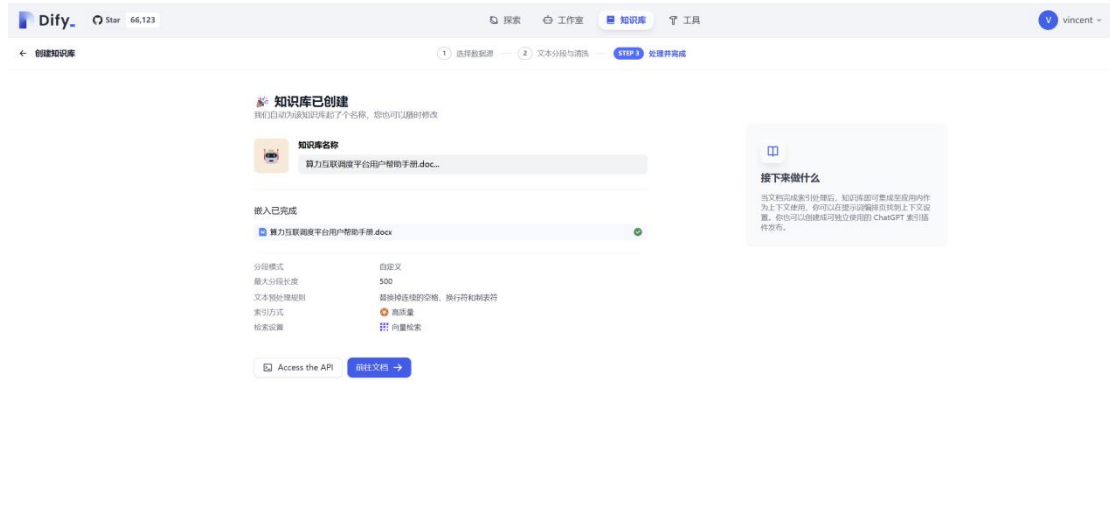 Dify_
Star 66,123
探索
工作室
知识库
工具
V
vincent
← 创建知识库
1 选择数据源
2 文本分段与清洗
STEP 3 处理并完成
🎉 知识库已创建
我们自动为该知识库起了个名称，您也可以随时修改
知识库名称
算力互联调度平台用户帮助手册.doc...
嵌入已完成
算力互联调度平台用户帮助手册.docx
分段模式 自定义
最大分段长度 500
文本预处理规则 替换掉连续的空格、换行符和制表符
索引方式 高质量
检索设置 向量检索
Access the API
前往文档 →
接下来做什么
当文档完成索引处理后，知识库即可集成至应用内作
为上下文使用，你可以在提示词编排页找到上下文设
置。你也可以创建成可独立使用的 ChatGPT 索引插
件发布。